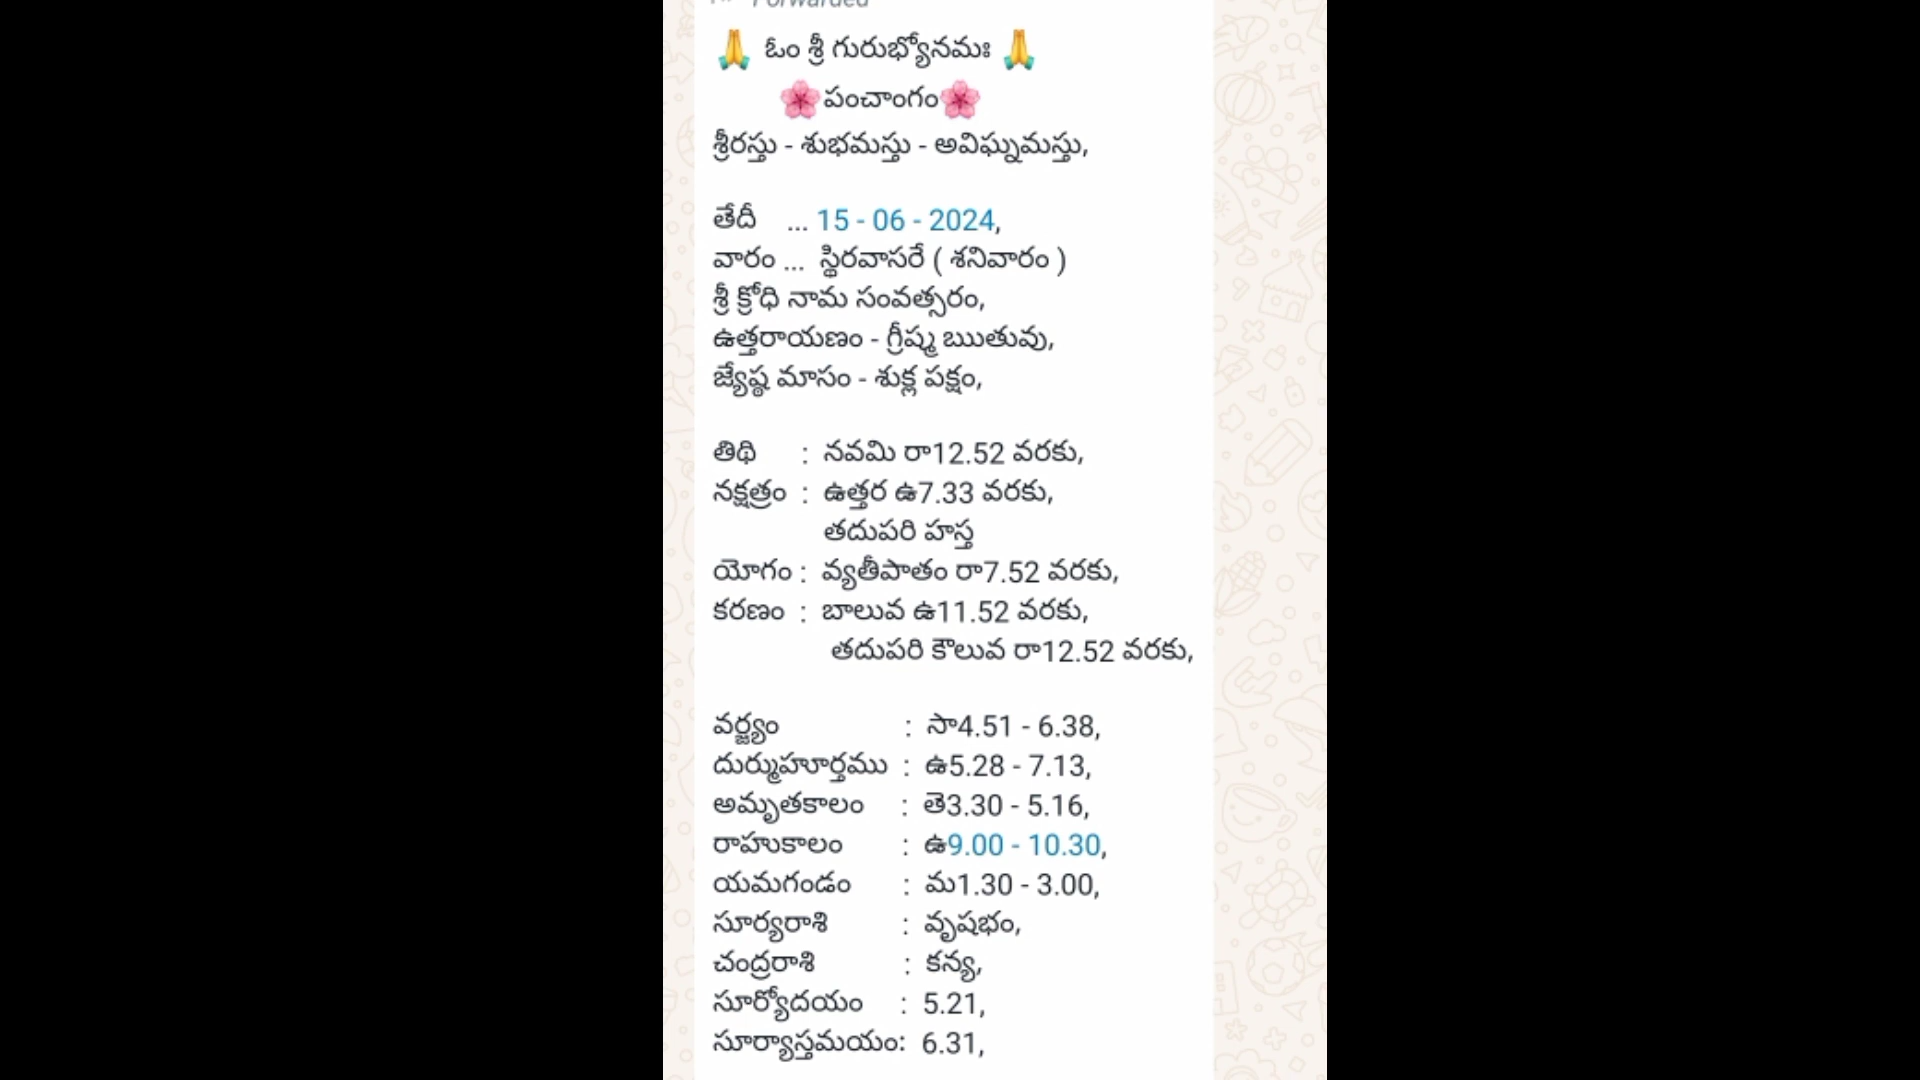 Forwarded
🙏 ఓం శ్రీ గురుభ్యోనమః 🙏
🌸పంచాంగం🌸
శ్రీరస్తు - శుభమస్తు - అవిఘ్నమస్తు,
తేదీ ... 15 - 06 - 2024,
వారం ... స్థిరవాసరే ( శనివారం )
శ్రీ క్రోధి నామ సంవత్సరం,
ఉత్తరాయణం - గ్రీష్మ ఋతువు,
జ్యేష్ఠ మాసం - శుక్ల పక్షం,
తిథి : నవమి రా12.52 వరకు,
నక్షత్రం : ఉత్తర ఉ7.33 వరకు,
తదుపరి హస్త
యోగం : వ్యతీపాతం రా7.52 వరకు,
కరణం : బాలువ ఉ11.52 వరకు,
తదుపరి కౌలువ రా12.52 వరకు,
వర్జ్యం : సా4.51 - 6.38,
దుర్ముహూర్తము : ఉ5.28 - 7.13,
అమృతకాలం : తె3.30 - 5.16,
రాహుకాలం : ఉ9.00 - 10.30,
యమగండం : మ1.30 - 3.00,
సూర్యరాశి : వృషభం,
చంద్రరాశి : కన్య,
సూర్యోదయం : 5.21,
సూర్యాస్తమయం: 6.31,